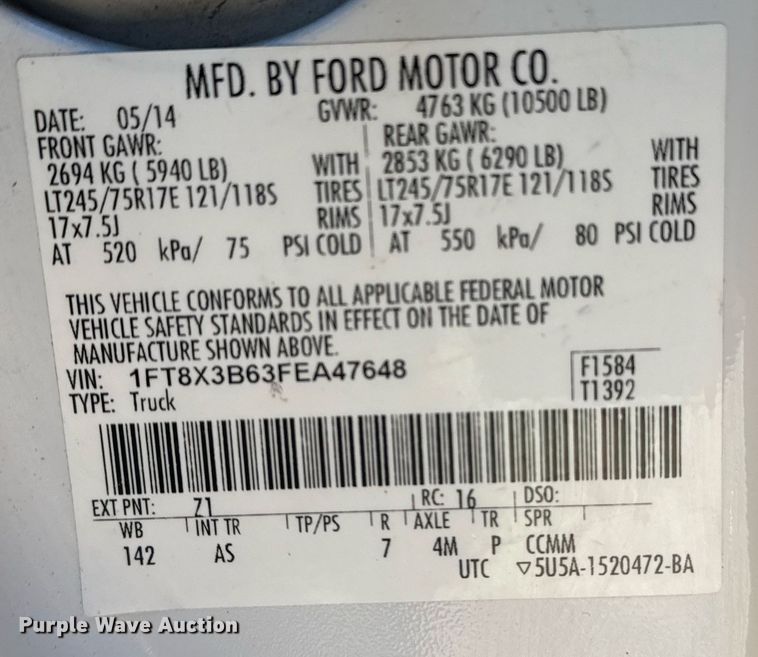 MFD. BY FORD MOTOR CO.
DATE: 05/14 GVWR: 4763 KG (10500 LB)
FRONT GAWR: REAR GAWR:
2694 KG ( 5940 LB) WITH 2853 KG ( 6290 LB) WITH
LT245/75R17E 121/118S TIRES LT245/75R17E 121/118S TIRES
17x7.5J RIMS 17x7.5J RIMS
AT 520 kPa/ 75 PSI COLD AT 550 kPa/ 80 PSI COLD
THIS VEHICLE CONFORMS TO ALL APPLICABLE FEDERAL MOTOR
VEHICLE SAFETY STANDARDS IN EFFECT ON THE DATE OF
MANUFACTURE SHOWN ABOVE.
VIN: 1FT8X3B63FEA47648 F1584
TYPE: Truck T1392
EXT PNT: Z1 RC: 16 DSO:
WB INT TR TP/PS R AXLE TR SPR
142 AS 7 4M P CCMM
UTC ▽5U5A-1520472-BA
Purple Wave Auction